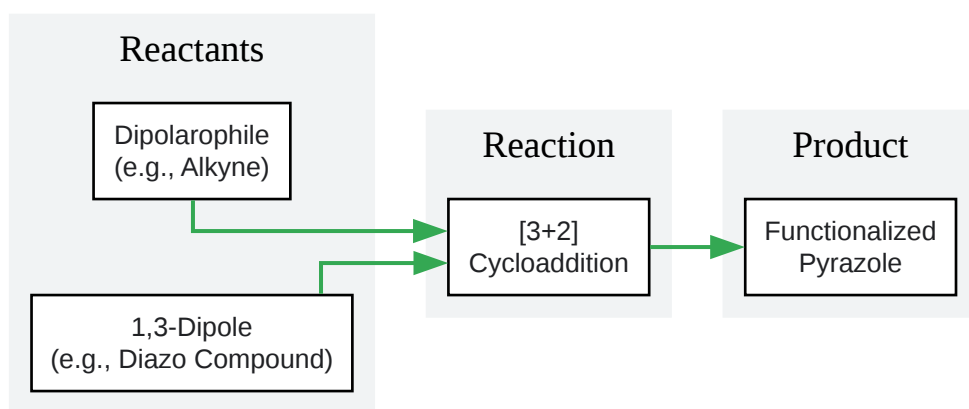 Reactants
Dipolarophile
(e.g., Alkyne)
1,3-Dipole
(e.g., Diazo Compound)
Reaction
[3+2]
Cycloaddition
Product
Functionalized
Pyrazole